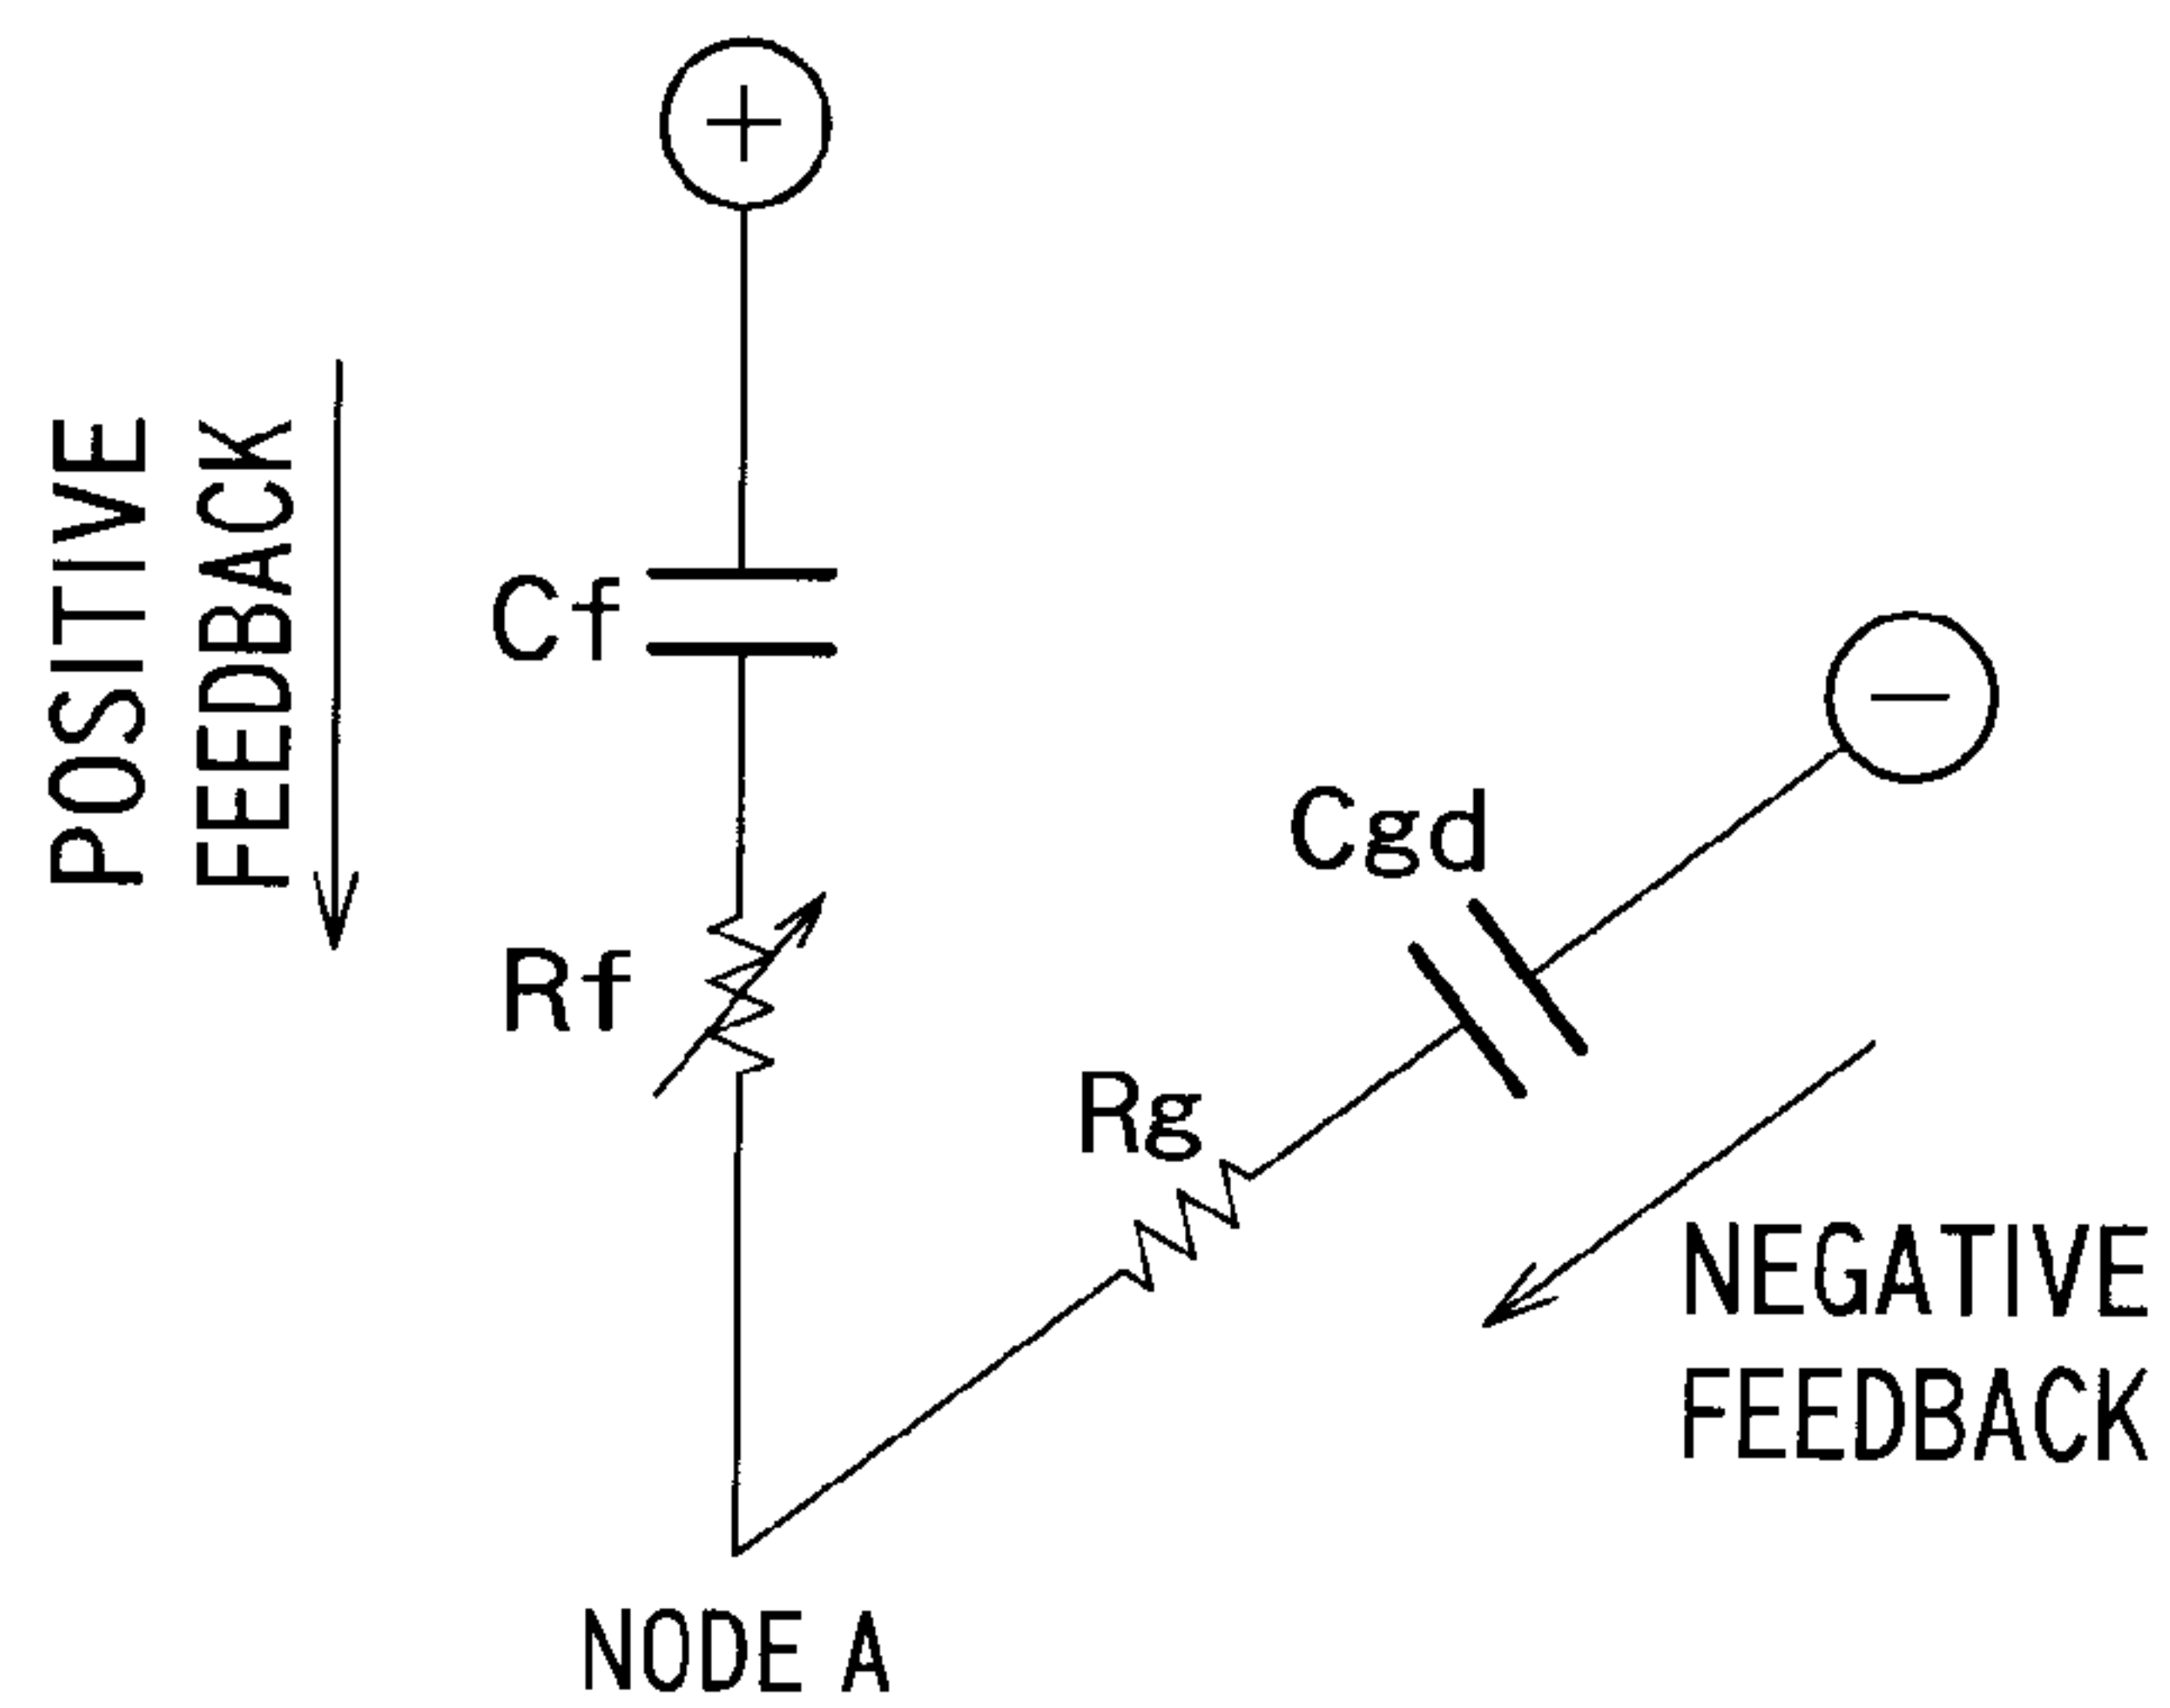 +
POSITIVE
FEEDBACK
Cf
−
Cgd
Rf
Rg
NEGATIVE
FEEDBACK
NODE A